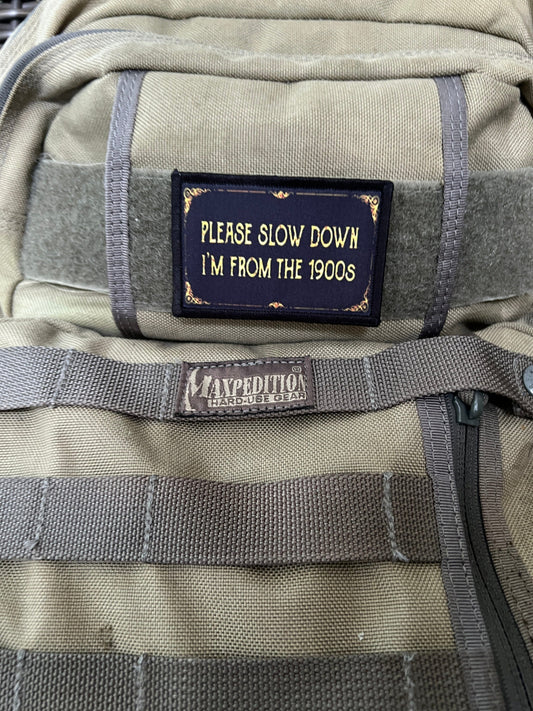 PLEASE SLOW DOWN
I'M FROM THE 1900s
MAXPEDITION®
HARD-USE GEAR